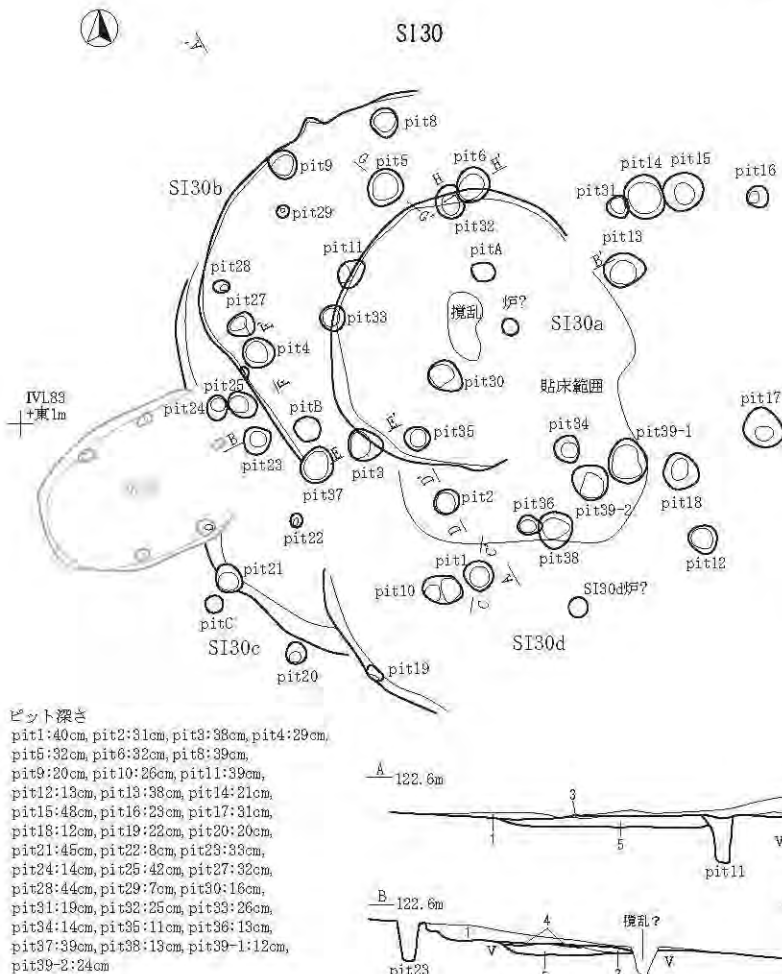 SI30
A'
pit8
pit9
G
pit5
H
pit6
H'
pit14
pit15
pit16
SI30b
pit31
pit29
G'
pit32
pit13
pit11
pitA
B'
pit28
撹乱
炉?
SI30a
pit27
F'
pit33
pit4
pit30
貼床範囲
IVL83
+東1m
F
pit25
pit24
pitB
E'
pit34
pit17
pit35
pit39-1
B
pit23
E
pit3
pit37
D'
pit2
pit39-2
pit18
pit36
D
pit22
C'
pit38
pit12
pit1
A
pit21
pit10
C
SI30d炉?
pitC
SI30c
SI30d
pit20
pit19
ピット深さ
pit1:40cm, pit2:31cm, pit3:38cm, pit4:29cm,
pit5:32cm, pit6:32cm, pit8:39cm,
pit9:20cm, pit10:26cm, pit11:39cm,
pit12:13cm, pit13:38cm, pit14:21cm,
pit15:48cm, pit16:23cm, pit17:31cm,
pit18:12cm, pit19:22cm, pit20:20cm,
pit21:45cm, pit22:8cm, pit23:33cm,
pit24:14cm, pit25:42cm, pit27:32cm,
pit28:44cm, pit29:7cm, pit30:16cm,
pit31:19cm, pit32:25cm, pit33:26cm,
pit34:14cm, pit35:11cm, pit36:13cm,
pit37:39cm, pit38:13cm, pit39-1:12cm,
pit39-2:24cm
A 122.6m
3
1
5
V
pit11
B 122.6m
撹乱?
4
1
V
V
pit23